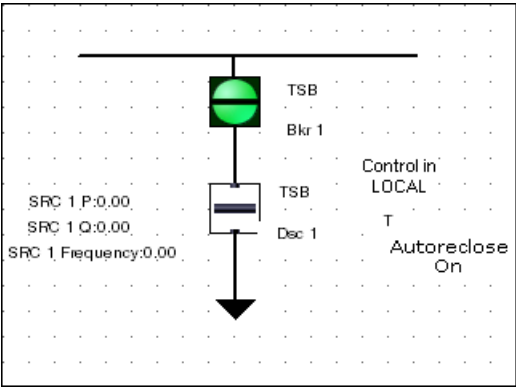 TSB
Bkr 1
Control in
LOCAL
TSB
SRC 1 P:0.00
T
SRC 1 Q:0.00
Dsc 1
Autoreclose
On
SRC 1 Frequency:0.00